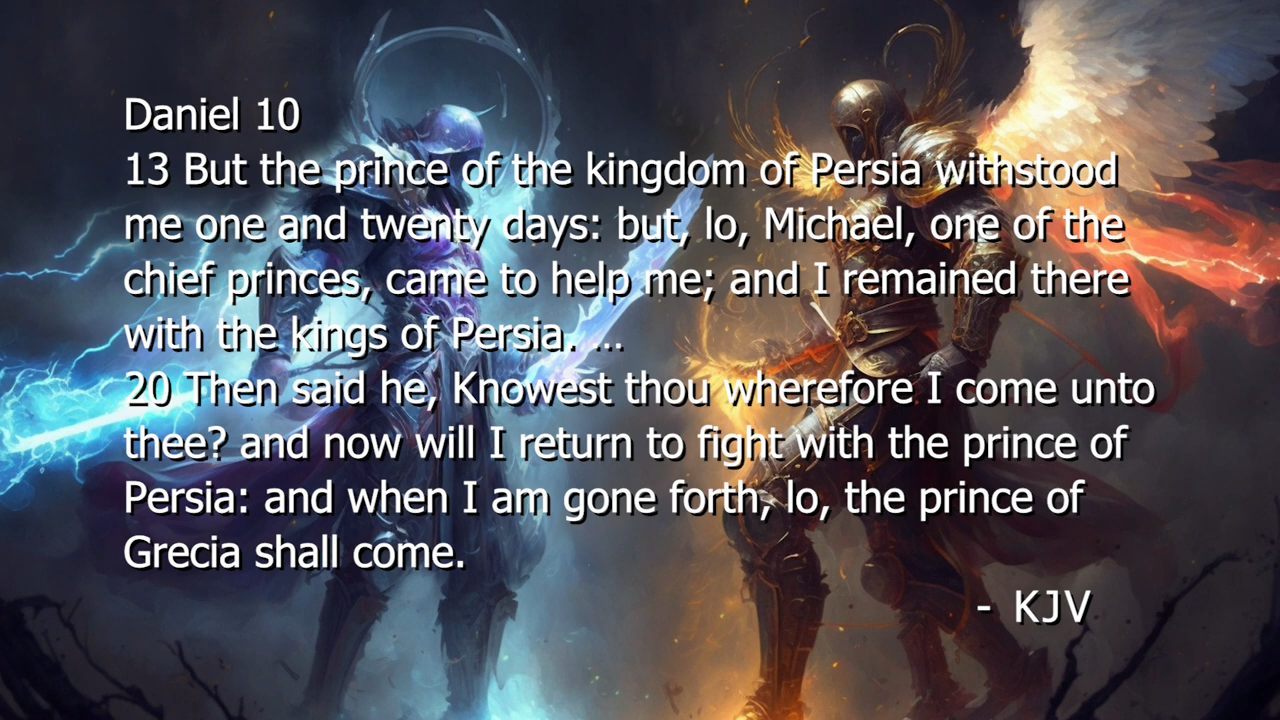 Daniel 10
13 But the prince of the kingdom of Persia withstood
me one and twenty days: but, lo, Michael, one of the
chief princes, came to help me; and I remained there
with the kings of Persia. ...
20 Then said he, Knowest thou wherefore I come unto
thee? and now will I return to fight with the prince of
Persia: and when I am gone forth, lo, the prince of
Grecia shall come.
- KJV